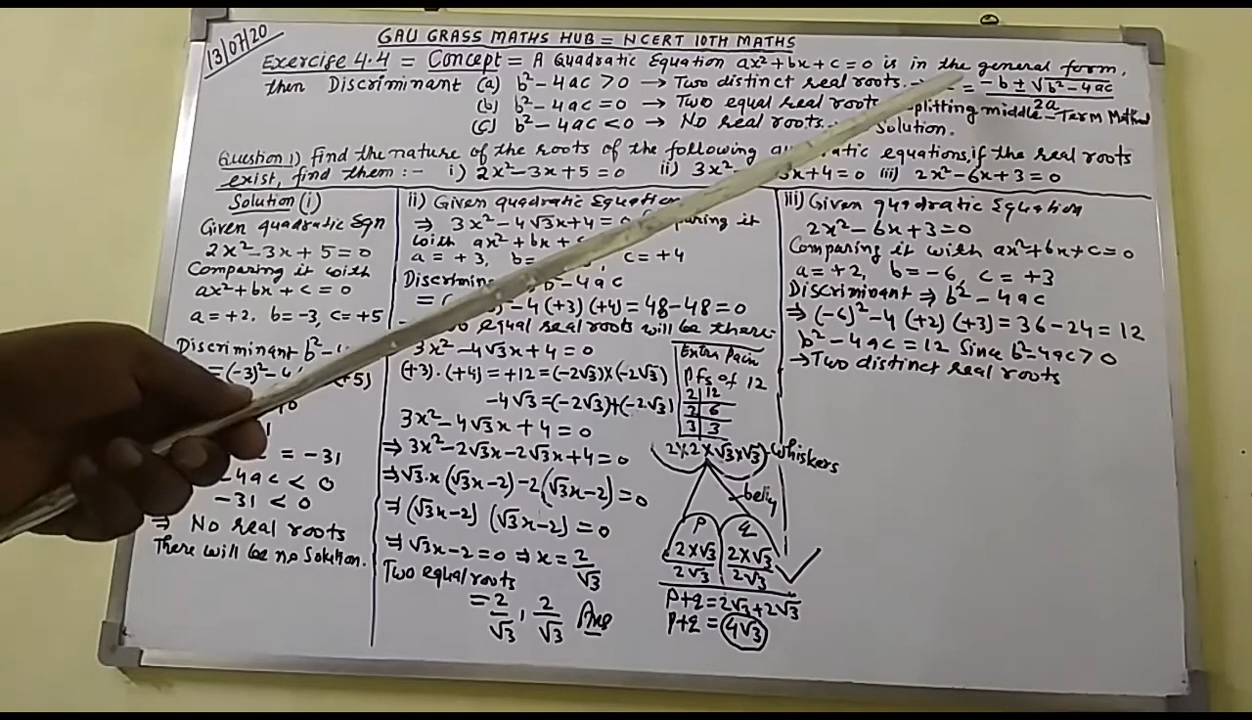 13/07/20
GAU GRASS MATHS HUB = NCERT 10TH MATHS
Exercise 4.4 = Concept = A Quadratic Equation ax²+bx+c=0 is in the general form,
then Discriminant (a) b²-4ac>0 → Two distinct real roots. = -b±√b²-4ac
2a
(b) b²-4ac=0 → Two equal real roots plitting middle-Term Method
(c) b²-4ac<0 → No real roots. Solution.
Question 1) find the nature of the roots of the following atic equations, if the real roots
exist, find them :- i) 2x²-3x+5=0 ii) 3x² x+4=0 iii) 2x²-6x+3=0
Solution (i)
Given quadratic Eqn
2x²-3x+5=0
Comparing it with
ax²+bx+c=0
a=+2, b=-3, c=+5
Discriminant b²-4
=(-3)²-4 +5)
= -31
4ac < 0
-31 < 0
⇒ No real roots
There will be no Solution.
ii) Given quadratic Equation
⇒ 3x²-4√3x+4=0 Comparing it
with ax²+bx+c
a=+3, b= c=+4
Discrimin b²-4ac
=( -4(+3)(+4)=48-48=0
equal real roots will be there.
3x²-4√3x+4=0
(+3).(+4)=+12=(-2√3)×(-2√3)
-4√3=(-2√3)+(-2√3)
3x²-4√3x+4=0
⇒ 3x²-2√3x-2√3x+4=0
⇒ √3.x(√3x-2)-2(√3x-2)=0
⇒ (√3x-2) (√3x-2)=0
⇒ √3x-2=0 ⇒ x=2/√3
Two equal roots
= 2/√3, 2/√3 Ans
Extra Pain
Pfs of 12
2|12
2|6
3|3
2×2×√3×√3 whiskers
belly
P q
2×√3 2×√3
2√3 2√3
P+q=2√3+2√3
P+q=4√3
iii) Given quadratic Equation
2x²-6x+3=0
Comparing it with ax²+bx+c=0
a=+2, b=-6, c=+3
Discriminant ⇒ b²-4ac
⇒ (-6)²-4(+2)(+3)=36-24=12
b²-4ac=12 Since b²-4ac>0
→ Two distinct real roots